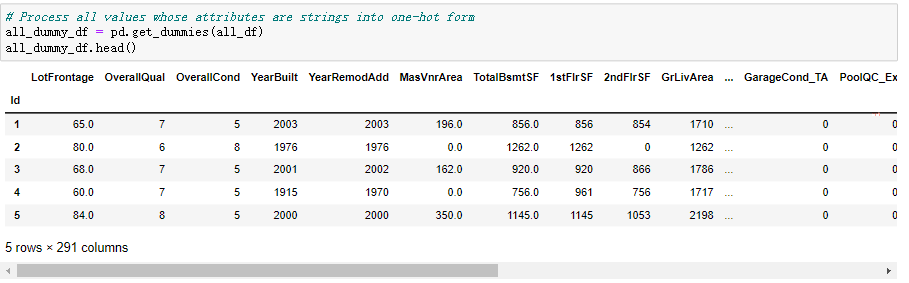 # Process all values whose attributes are strings into one-hot form
all_dummy_df = pd.get_dummies(all_df)
all_dummy_df.head()
LotFrontage OverallQual OverallCond YearBuilt YearRemodAdd MasVnrArea TotalBsmtSF 1stFlrSF 2ndFlrSF GrLivArea ... GarageCond_TA PoolQC_Ex
Id
1 65.0 7 5 2003 2003 196.0 856.0 856 854 1710 ... 0 0
2 80.0 6 8 1976 1976 0.0 1262.0 1262 0 1262 ... 0 0
3 68.0 7 5 2001 2002 162.0 920.0 920 866 1786 ... 0 0
4 60.0 7 5 1915 1970 0.0 756.0 961 756 1717 ... 0 0
5 84.0 8 5 2000 2000 350.0 1145.0 1145 1053 2198 ... 0 0
5 rows × 291 columns